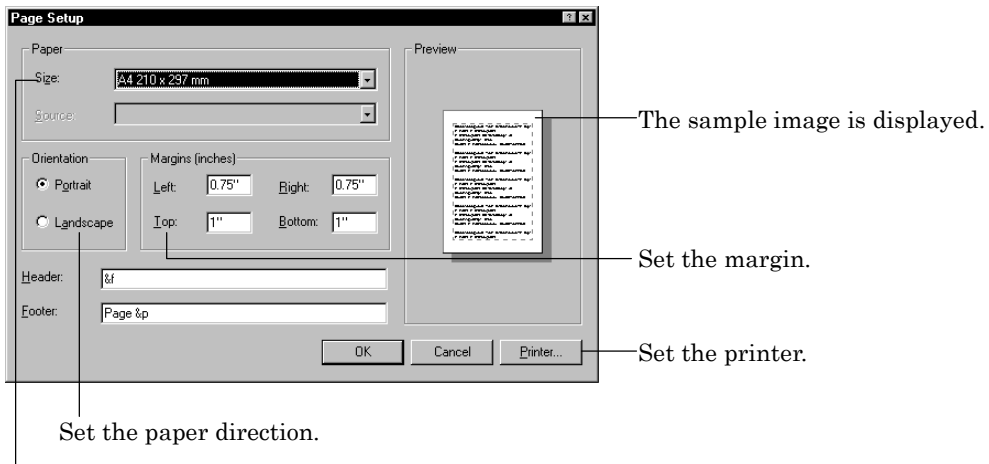 Page Setup
Paper
Size:
A4 210 x 297 mm
Source:
Orientation
Portrait
Landscape
Margins (inches)
Left: 0.75" Right: 0.75"
Top: 1" Bottom: 1"
Header: &f
Footer: Page &p
Preview
OK
Cancel
Printer...
The sample image is displayed.
Set the margin.
Set the printer.
Set the paper direction.